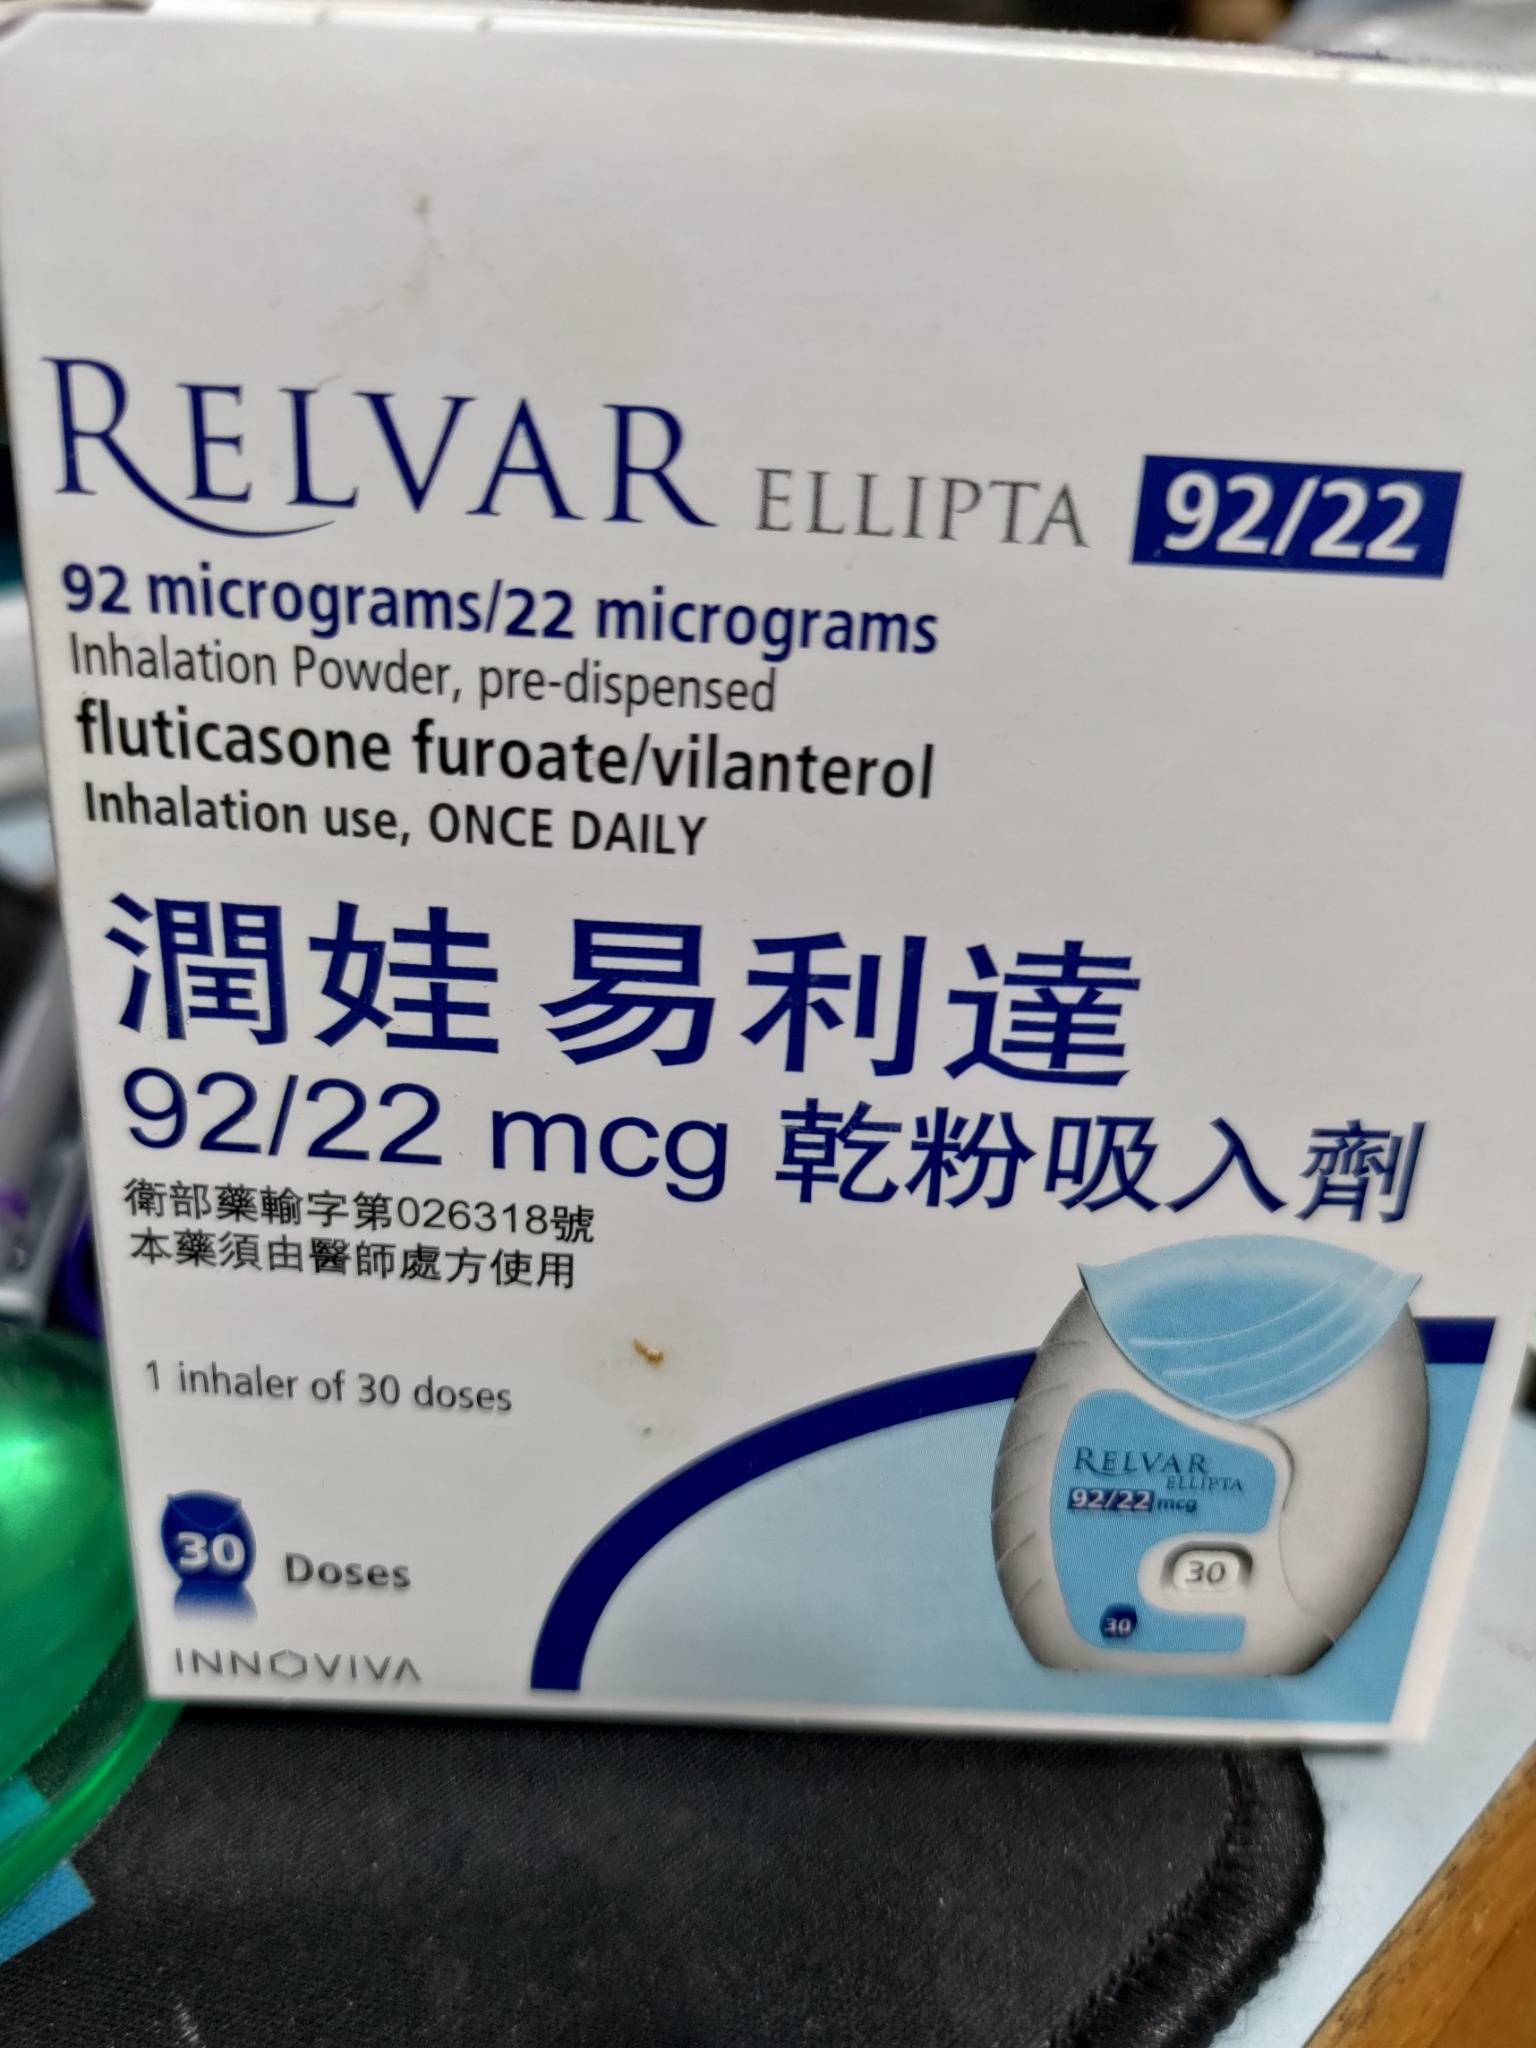 RELVAR ELLIPTA 92/22
92 micrograms/22 micrograms
Inhalation Powder, pre-dispensed
fluticasone furoate/vilanterol
Inhalation use, ONCE DAILY
潤娃易利達
92/22 mcg 乾粉吸入劑
衛部藥輸字第026318號
本藥須由醫師處方使用
1 inhaler of 30 doses
30 Doses
INNOVIVA
RELVAR
ELLIPTA
92/22 mcg
30
30